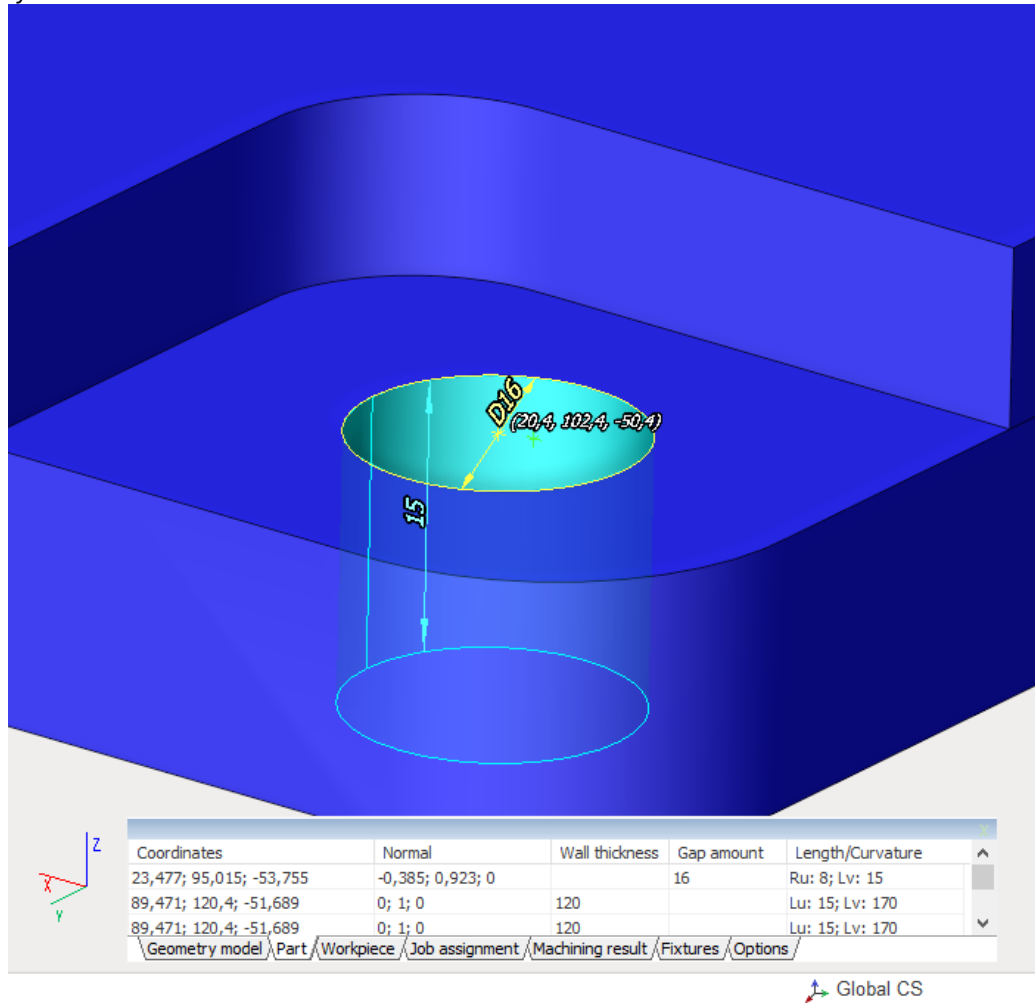 D16
(20,4, 102,4, -50,4)
15
Z
X
Y
Coordinates Normal Wall thickness Gap amount Length/Curvature
23,477; 95,015; -53,755 -0,385; 0,923; 0 16 Ru: 8; Lv: 15
89,471; 120,4; -51,689 0; 1; 0 120 Lu: 15; Lv: 170
89,471; 120,4; -51,689 0; 1; 0 120 Lu: 15; Lv: 170
Geometry model Part Workpiece Job assignment Machining result Fixtures Options
Global CS